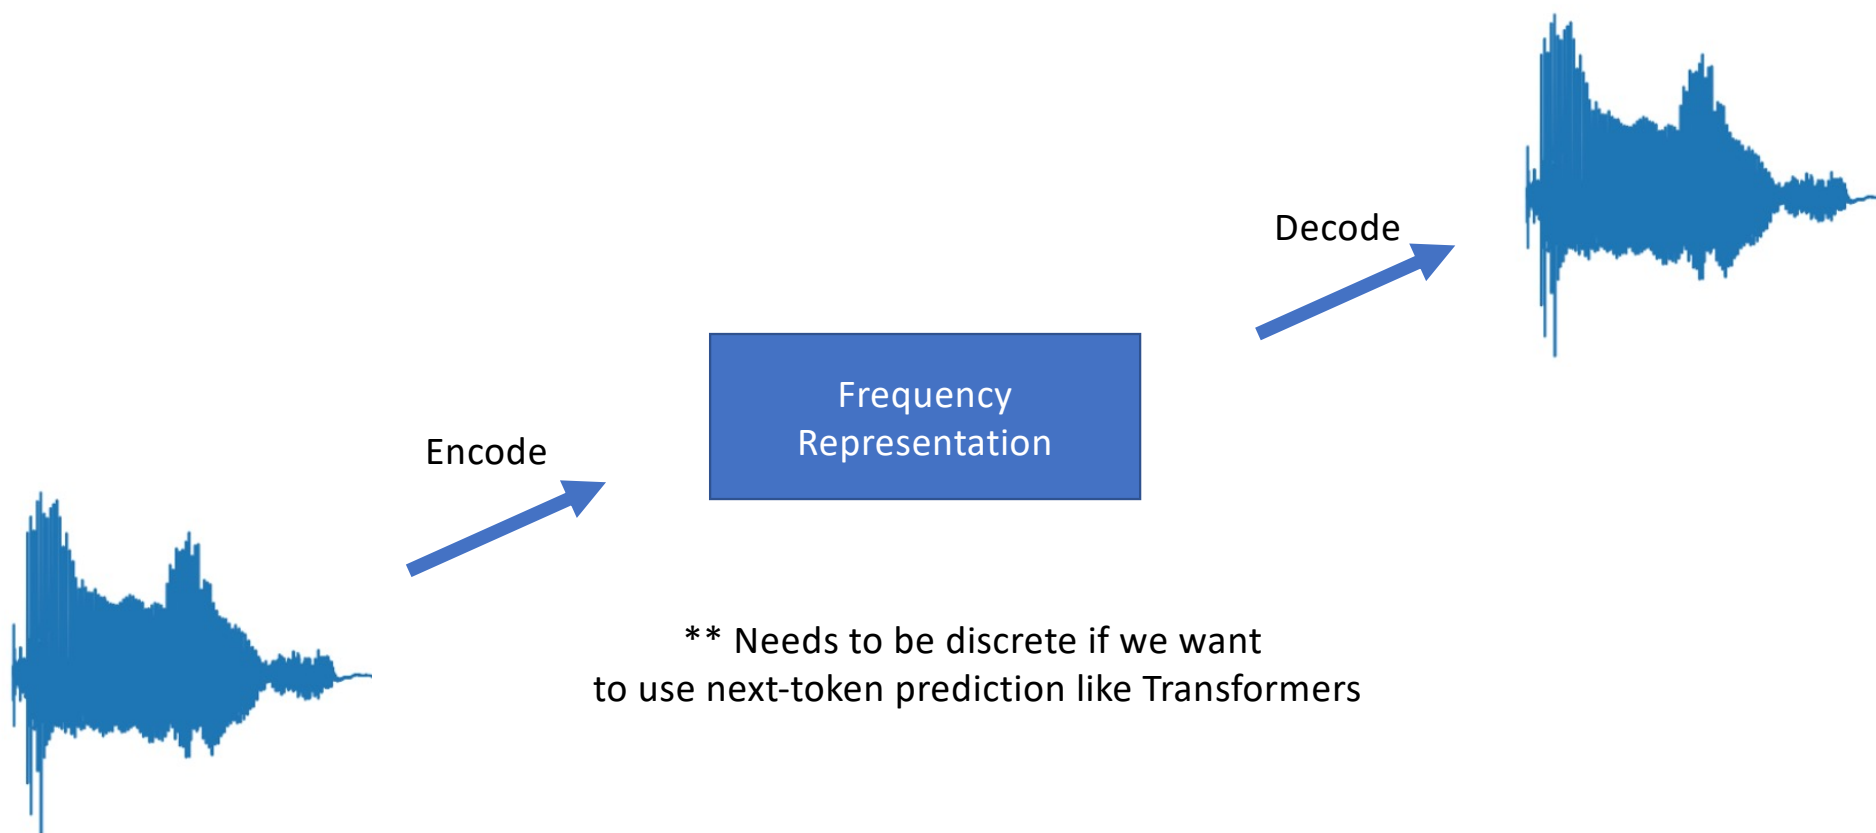 Decode
Frequency
Representation
Encode
** Needs to be discrete if we want
to use next-token prediction like Transformers